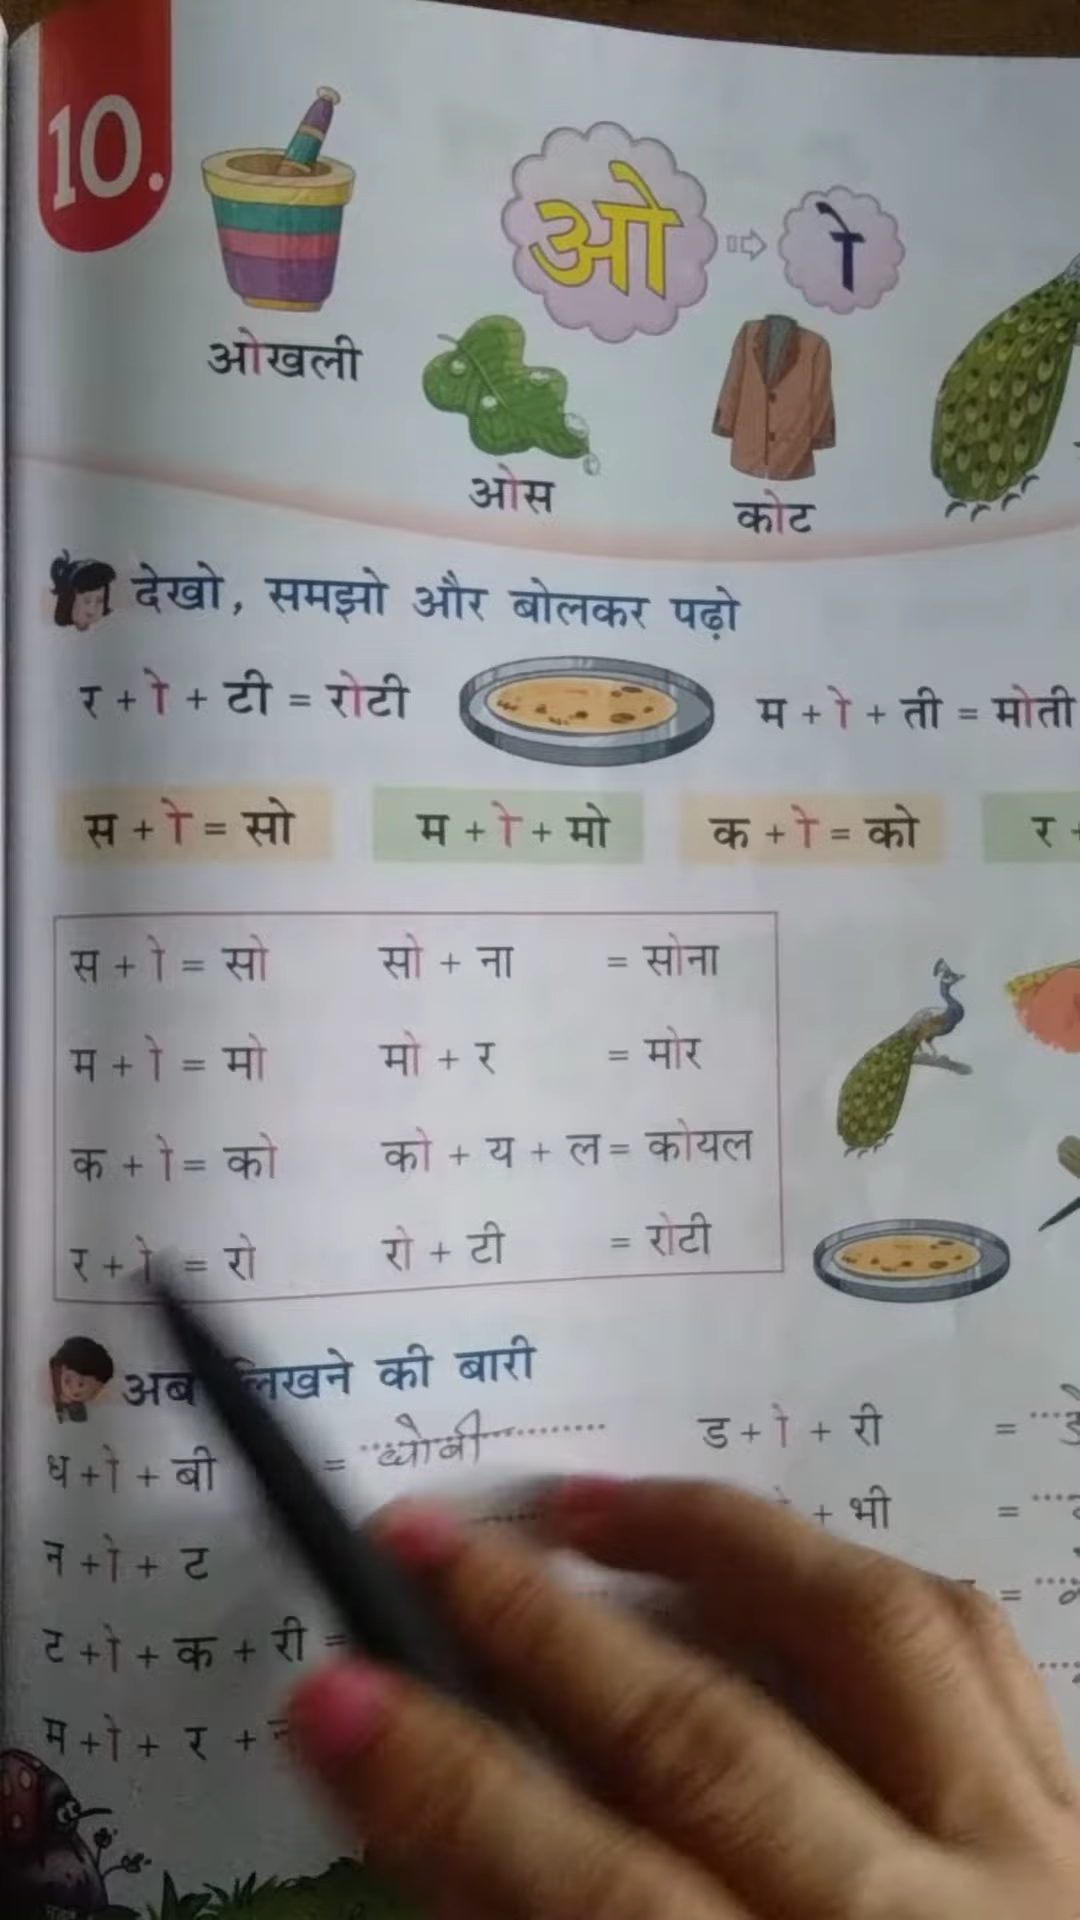 10.
ओ ⇨ ो
ओखली
ओस
कोट
देखो, समझो और बोलकर पढ़ो
र + ो + टी = रोटी
म + ो + ती = मोती
स + ो = सो
म + ो + मो
क + ो = को
र
स + ो = सो सो + ना = सोना
म + ो = मो मो + र = मोर
क + ो = को को + य + ल = कोयल
र + ो = रो रो + टी = रोटी
अब लिखने की बारी
ध + ो + बी = धोबी
ड + ो + री =
+ भी =
न + ो + ट
ट + ो + क + री =
म + ो + र +